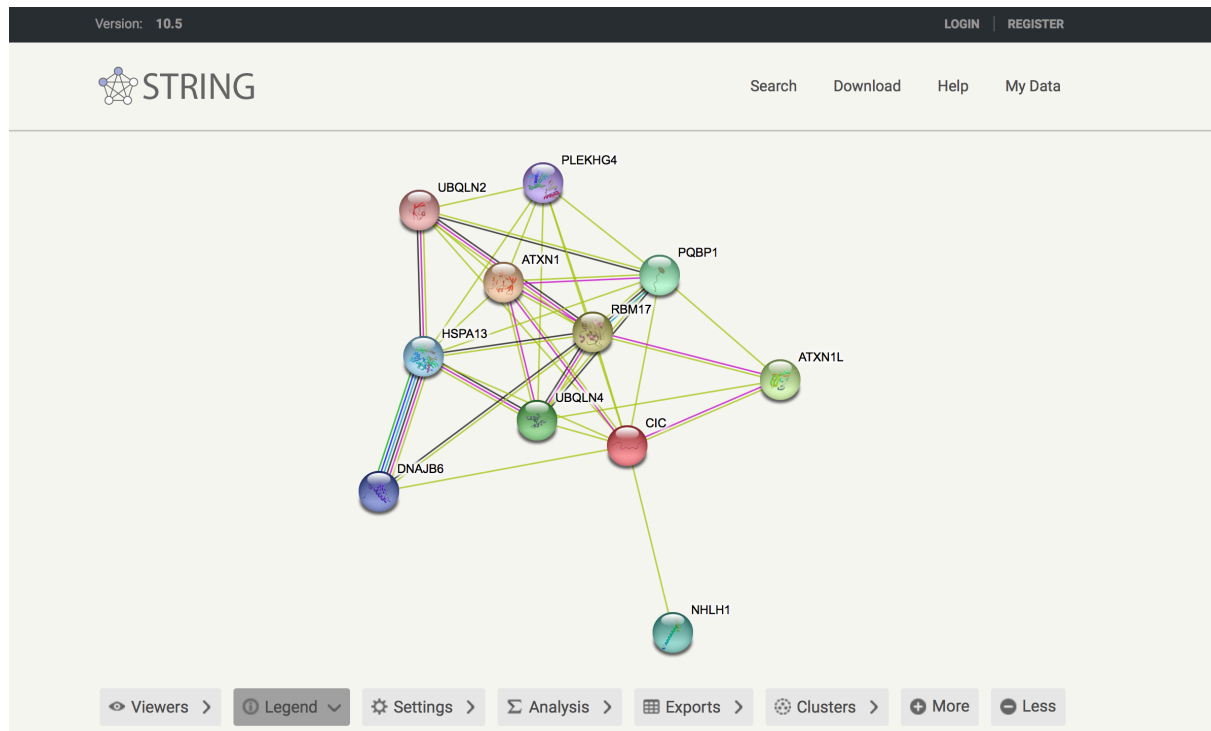 Version: 10.5 LOGIN REGISTER
STRING Search Download Help My Data
PLEKHG4
UBQLN2
PQBP1
ATXN1
RBM17
HSPA13
ATXN1L
UBQLN4
CIC
DNAJB6
NHLH1
Viewers Legend Settings Analysis Exports Clusters More Less